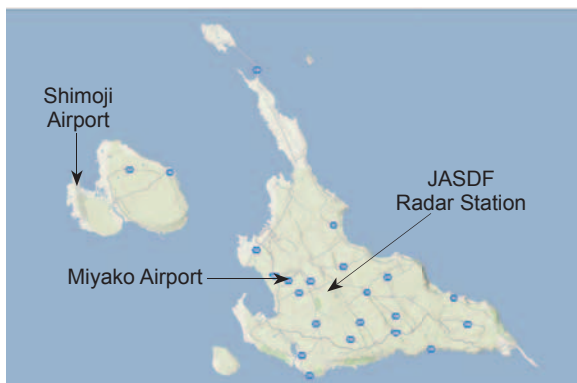 Shimoji
Airport
JASDF
Radar Station
Miyako Airport